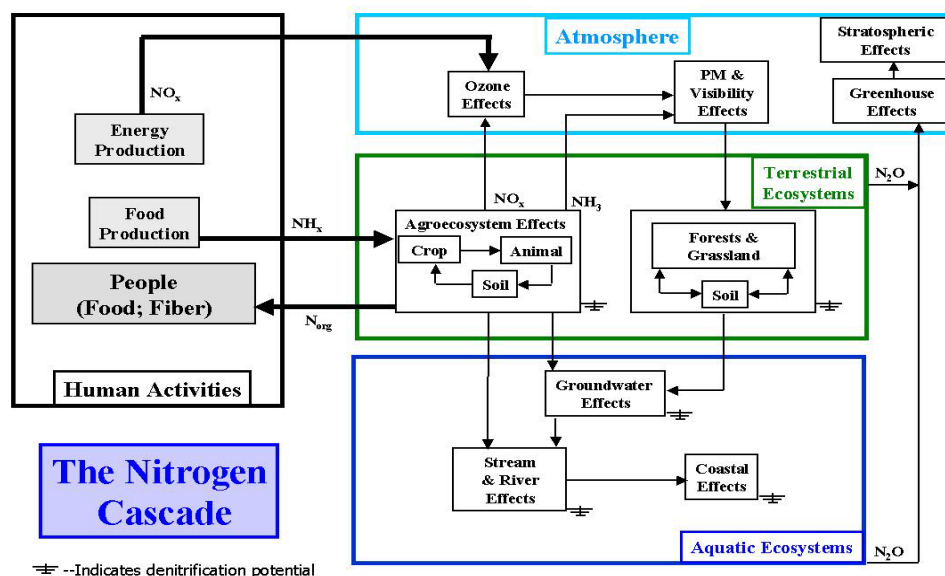 Atmosphere
Stratospheric
Effects
NOx
Ozone
Effects
PM &
Visibility
Effects
Greenhouse
Effects
Energy
Production
Terrestrial
Ecosystems
N2O
NOx
NH3
Food
Production
NHx
Agroecosystem Effects
Crop
Animal
Soil
Forests &
Grassland
Soil
People
(Food; Fiber)
Norg
Human Activities
Groundwater
Effects
The Nitrogen
Cascade
Stream
& River
Effects
Coastal
Effects
Aquatic Ecosystems
N2O
--Indicates denitrification potential